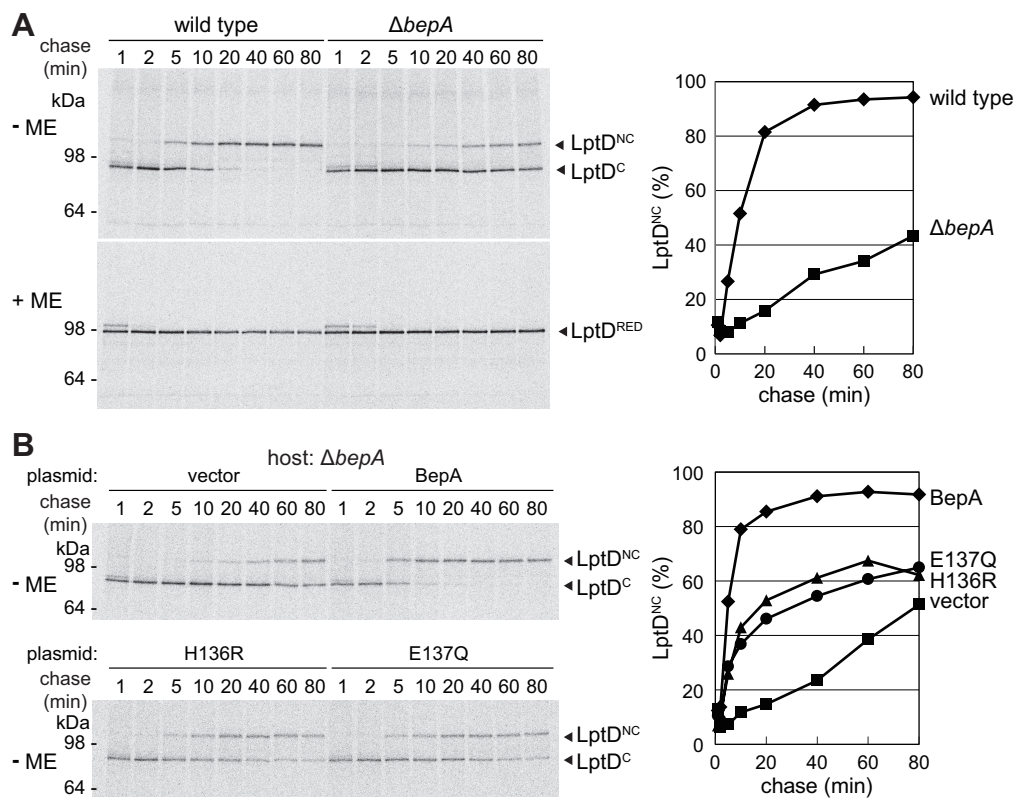 A
wild type
ΔbepA
chase
(min)
1 2 5 10 20 40 60 80 1 2 5 10 20 40 60 80
kDa
- ME
98 -
64 -
◄ LptD^NC
◄ LptD^C
+ ME
98 -
64 -
◄ LptD^RED
100
80
60
40
20
0
LptD^NC (%)
0 20 40 60 80
chase (min)
wild type
ΔbepA
B
host: ΔbepA
plasmid: vector BepA
chase
(min)
1 2 5 10 20 40 60 80 1 2 5 10 20 40 60 80
kDa
98 -
- ME
64 -
◄ LptD^NC
◄ LptD^C
plasmid: H136R E137Q
chase
(min)
1 2 5 10 20 40 60 80 1 2 5 10 20 40 60 80
kDa
98 -
- ME
64 -
◄ LptD^NC
◄ LptD^C
100
80
60
40
20
0
LptD^NC (%)
0 20 40 60 80
chase (min)
BepA
E137Q
H136R
vector